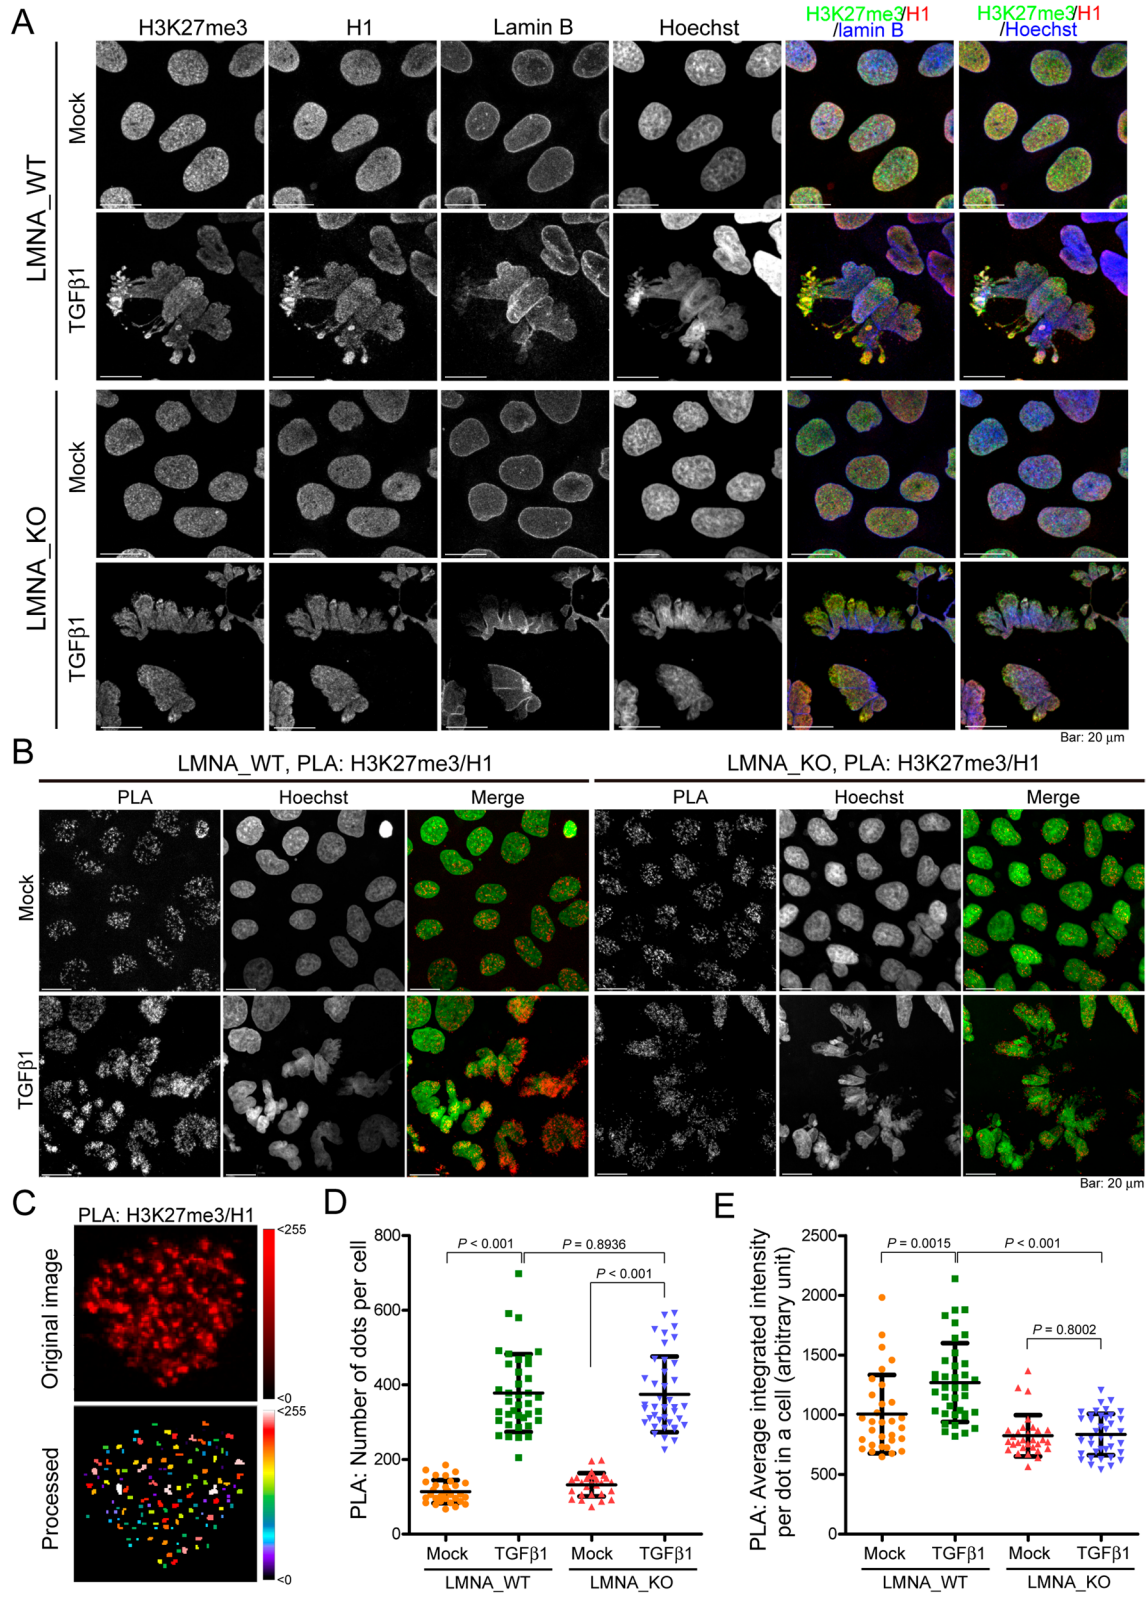 A
H3K27me3
H1
Lamin B
Hoechst
H3K27me3/H1
/lamin B
H3K27me3/H1
/Hoechst
LMNA_WT
Mock
TGFβ1
LMNA_KO
Mock
TGFβ1
Bar: 20 μm
B
LMNA_WT, PLA: H3K27me3/H1
LMNA_KO, PLA: H3K27me3/H1
PLA
Hoechst
Merge
PLA
Hoechst
Merge
Mock
TGFβ1
Bar: 20 μm
C
PLA: H3K27me3/H1
Original image
<255
<0
Processed
<255
<0
D
PLA: Number of dots per cell
800
600
400
200
0
P < 0.001
P = 0.8936
P < 0.001
Mock
TGFβ1
Mock
TGFβ1
LMNA_WT
LMNA_KO
E
PLA: Average integrated intensity
per dot in a cell (arbitrary unit)
2500
2000
1500
1000
500
0
P = 0.0015
P < 0.001
P = 0.8002
Mock
TGFβ1
Mock
TGFβ1
LMNA_WT
LMNA_KO